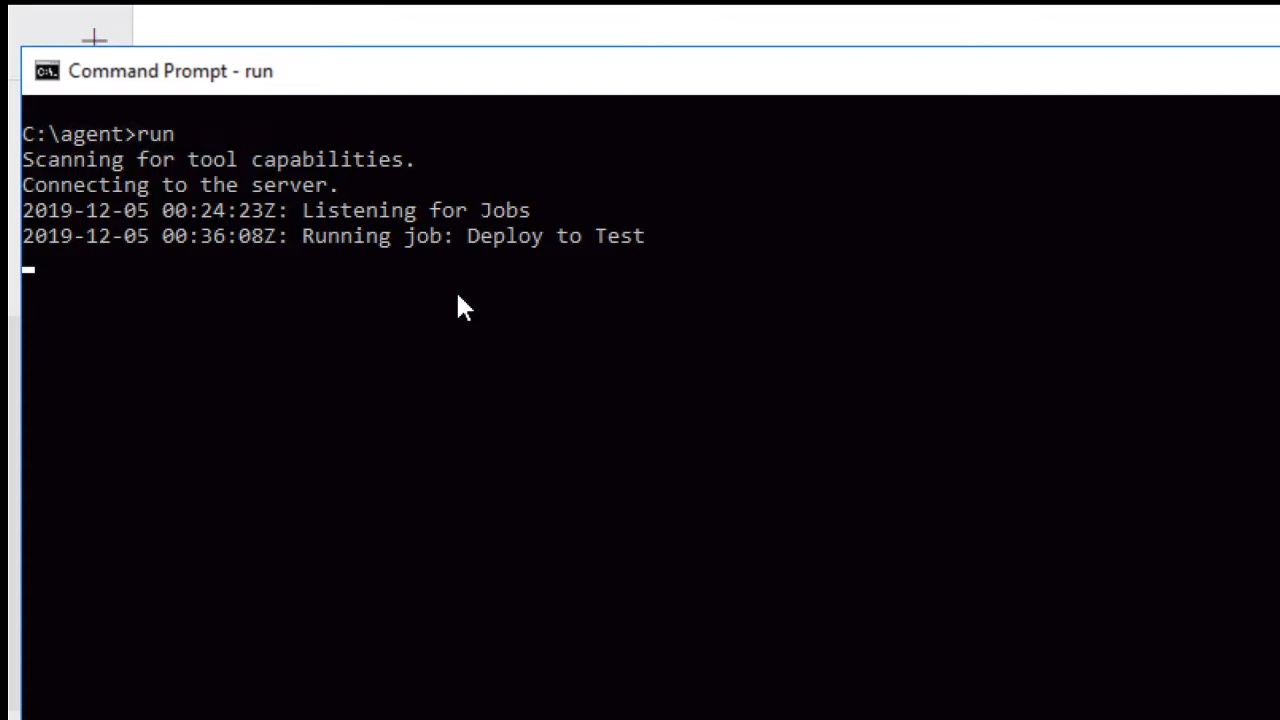 Command Prompt - run
C:\agent>run
Scanning for tool capabilities.
Connecting to the server.
2019-12-05 00:24:23Z: Listening for Jobs
2019-12-05 00:36:08Z: Running job: Deploy to Test